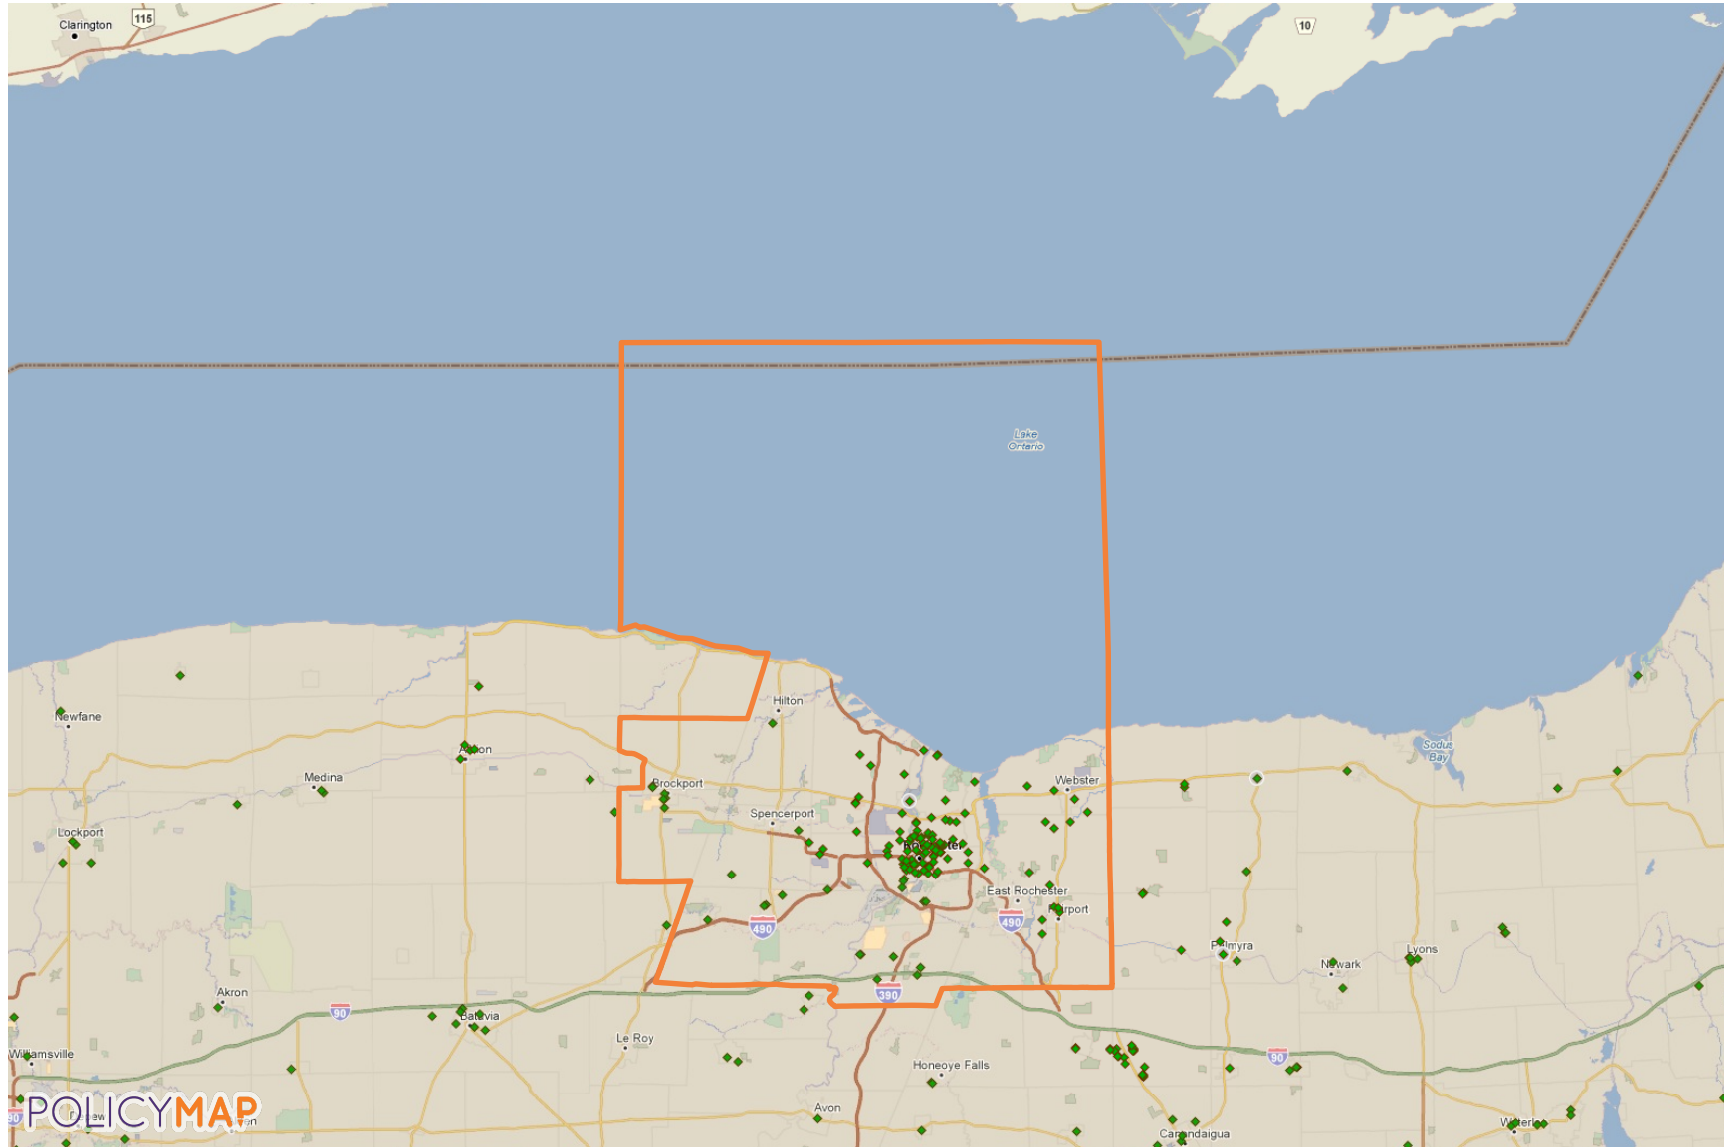 115
Clarington
10
Lake
Ontario
Hilton
Newfane
Sodus
Bay
Albion
Medina
Brockport
Webster
Spencerport
Lockport
Rochester
East Rochester
Fairport
490
490
Palmyra
Lyons
Newark
Akron
390
90
Batavia
Le Roy
Williamsville
90
Honeoye Falls
Avon
Canandaigua
POLICYMAP